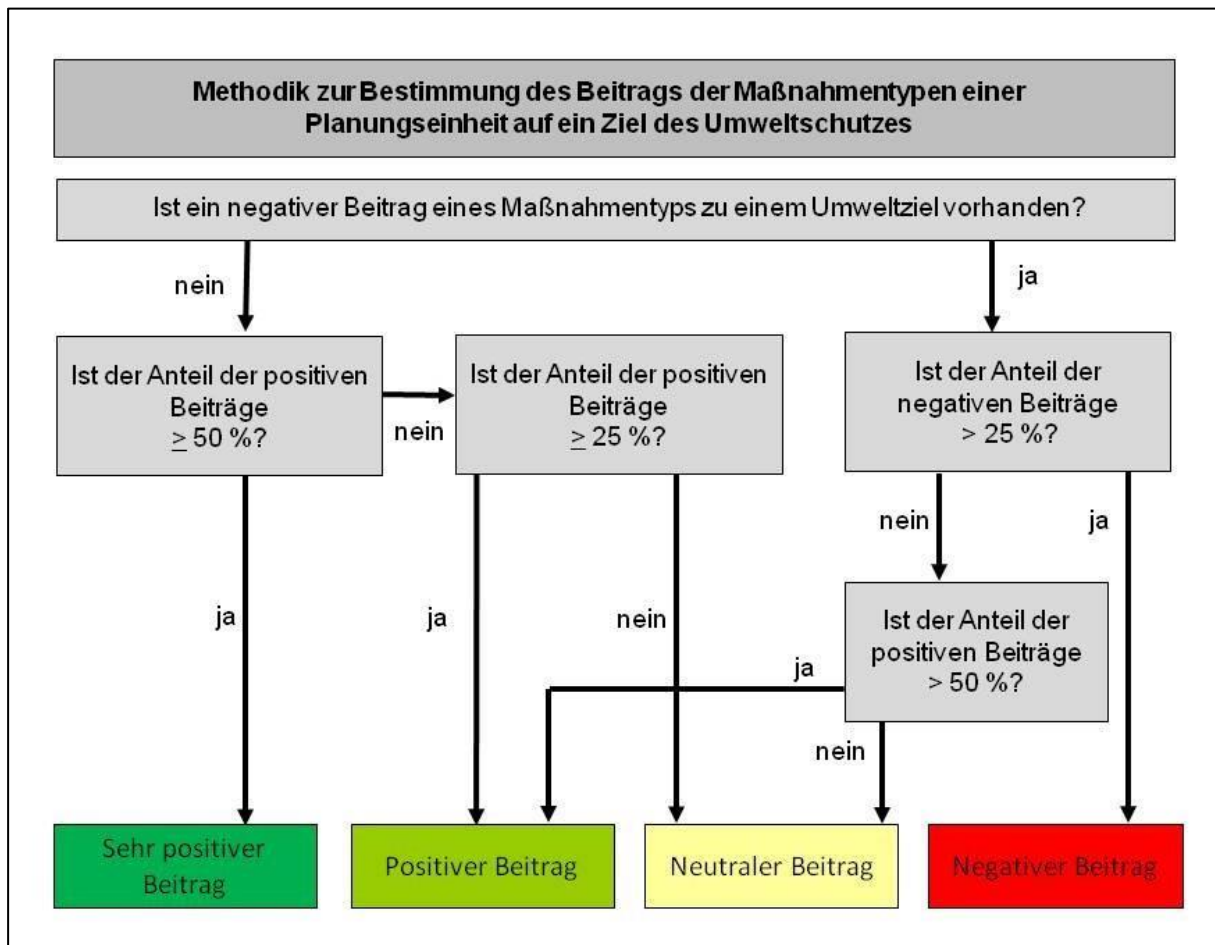 Methodik zur Bestimmung des Beitrags der Maßnahmentypen einer
Planungseinheit auf ein Ziel des Umweltschutzes
Ist ein negativer Beitrag eines Maßnahmentyps zu einem Umweltziel vorhanden?
nein
ja
Ist der Anteil der positiven
Beiträge
≥ 50 %?
nein
Ist der Anteil der positiven
Beiträge
≥ 25 %?
Ist der Anteil der
negativen Beiträge
> 25 %?
nein
ja
ja
ja
nein
Ist der Anteil der
positiven Beiträge
> 50 %?
ja
nein
Sehr positiver
Beitrag
Positiver Beitrag
Neutraler Beitrag
Negativer Beitrag